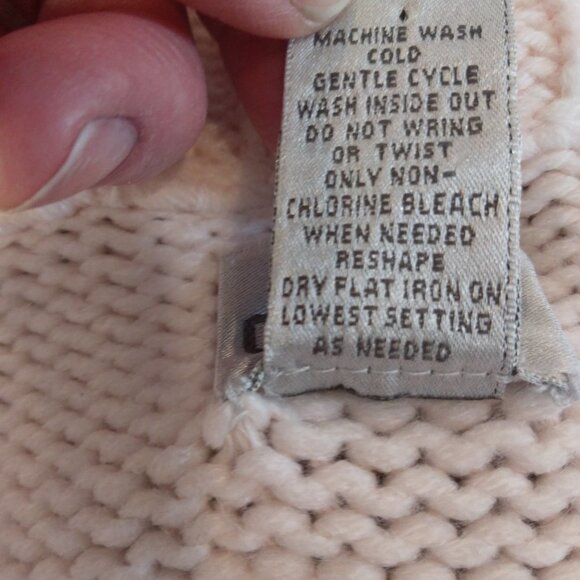 MACHINE WASH
COLD
GENTLE CYCLE
WASH INSIDE OUT
DO NOT WRING
OR TWIST
ONLY NON-
CHLORINE BLEACH
WHEN NEEDED
RESHAPE
DRY FLAT IRON ON
LOWEST SETTING
AS NEEDED